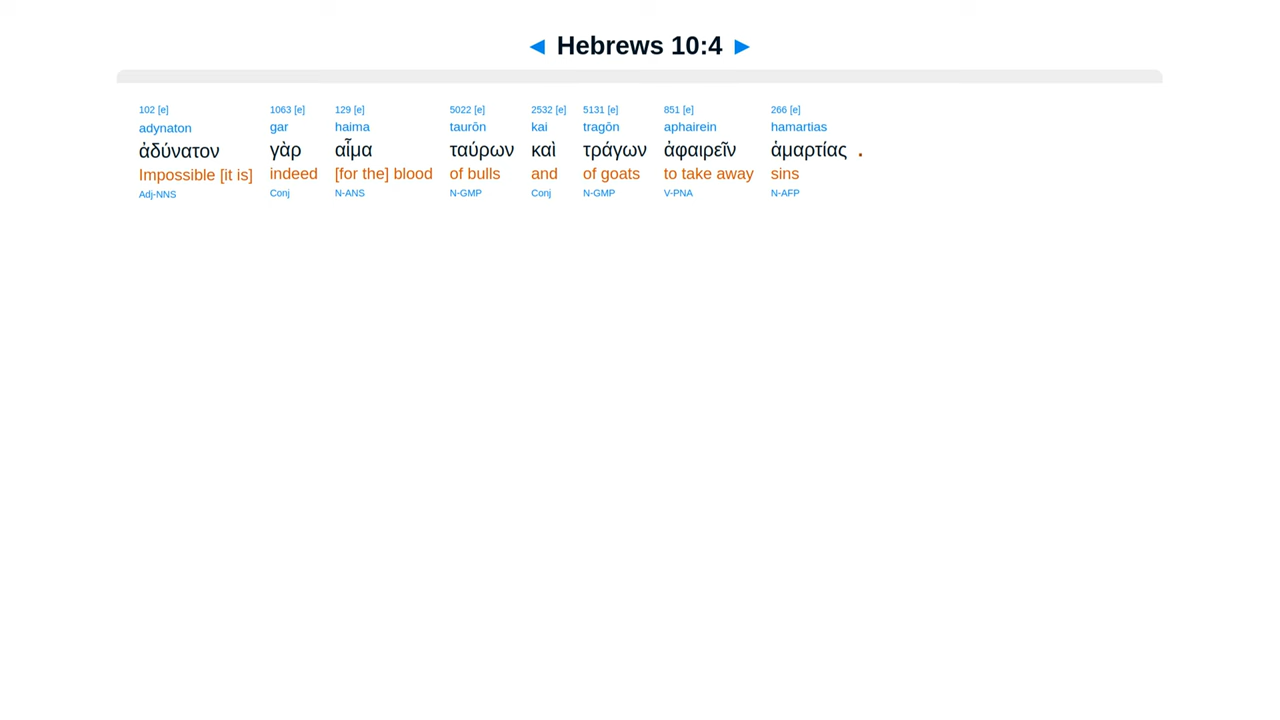 ◄ Hebrews 10:4 ►
102 [e] 1063 [e] 129 [e] 5022 [e] 2532 [e] 5131 [e] 851 [e] 266 [e]
adynaton gar haima taurōn kai tragōn aphairein hamartias
ἀδύνατον γὰρ αἷμα ταύρων καὶ τράγων ἀφαιρεῖν ἁμαρτίας .
Impossible [it is] indeed [for the] blood of bulls and of goats to take away sins
Adj-NNS Conj N-ANS N-GMP Conj N-GMP V-PNA N-AFP